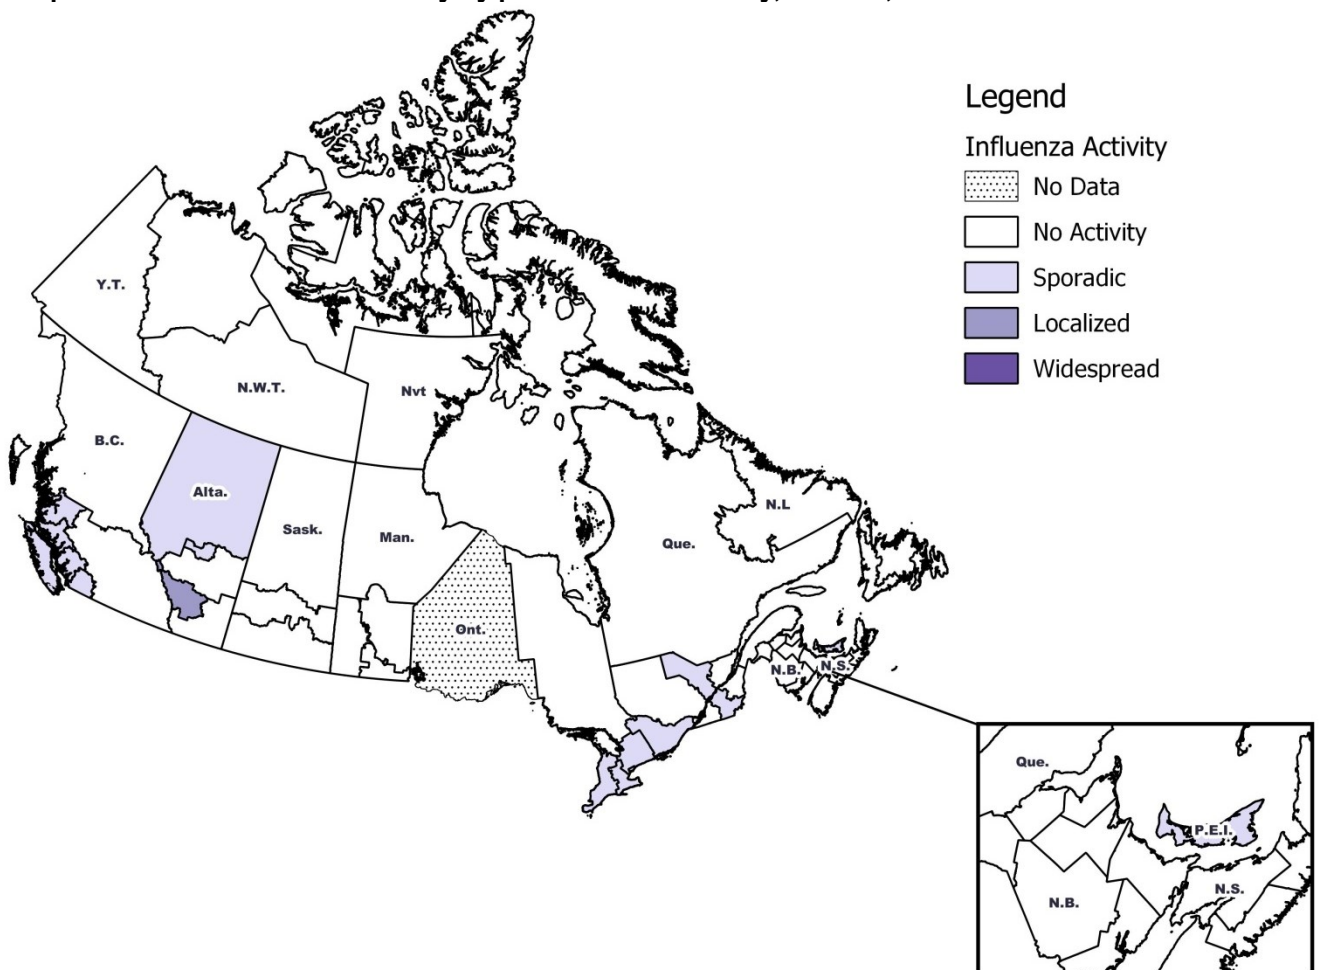 Legend
Influenza Activity
No Data
No Activity
Sporadic
Localized
Widespread
Y.T.
N.W.T.
Nvt
B.C.
Alta.
Sask.
Man.
Ont.
Que.
N.L
N.B.
N.S.
Que.
P.E.I.
N.B.
N.S.